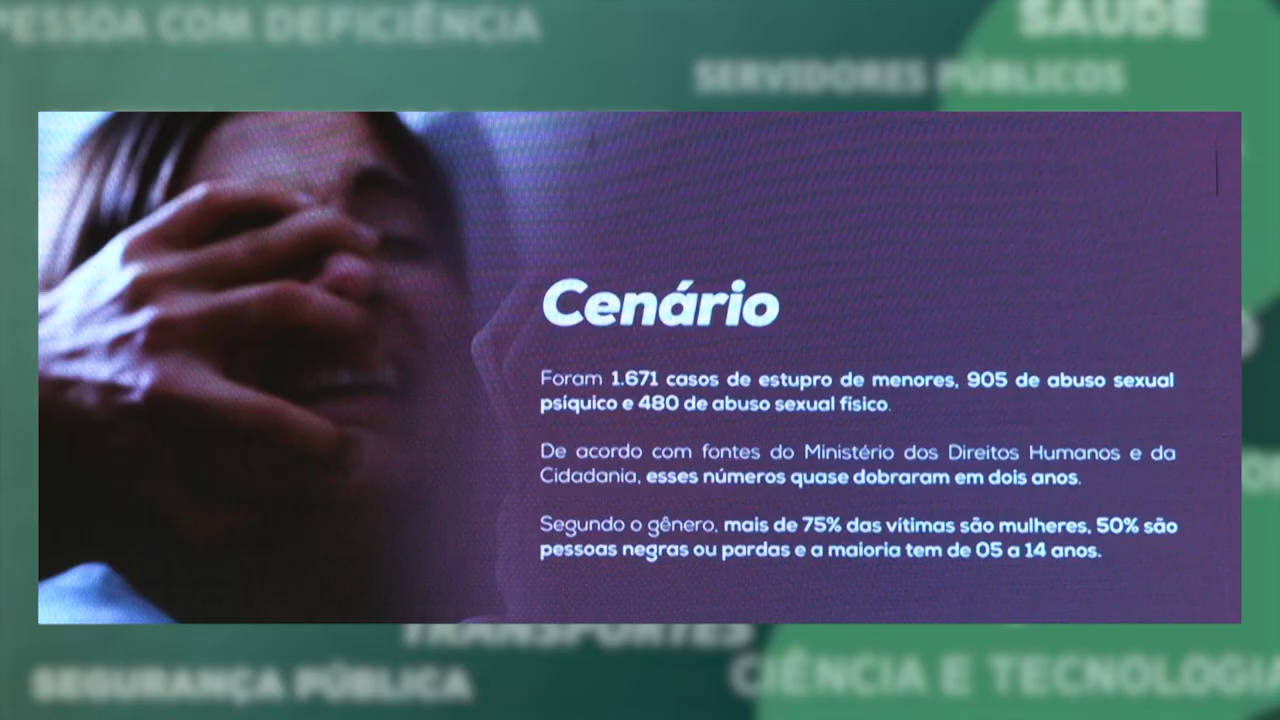 PESSOA COM DEFICIÊNCIA
SAÚDE
SERVIDORES PÚBLICOS
Cenário
Foram 1.671 casos de estupro de menores, 905 de abuso sexual
psíquico e 480 de abuso sexual físico.
De acordo com fontes do Ministério dos Direitos Humanos e da
Cidadania, esses números quase dobraram em dois anos.
Segundo o gênero, mais de 75% das vítimas são mulheres, 50% são
pessoas negras ou pardas e a maioria tem de 05 a 14 anos.
TRANSPORTES
SEGURANÇA PÚBLICA
CIÊNCIA E TECNOLOGIA